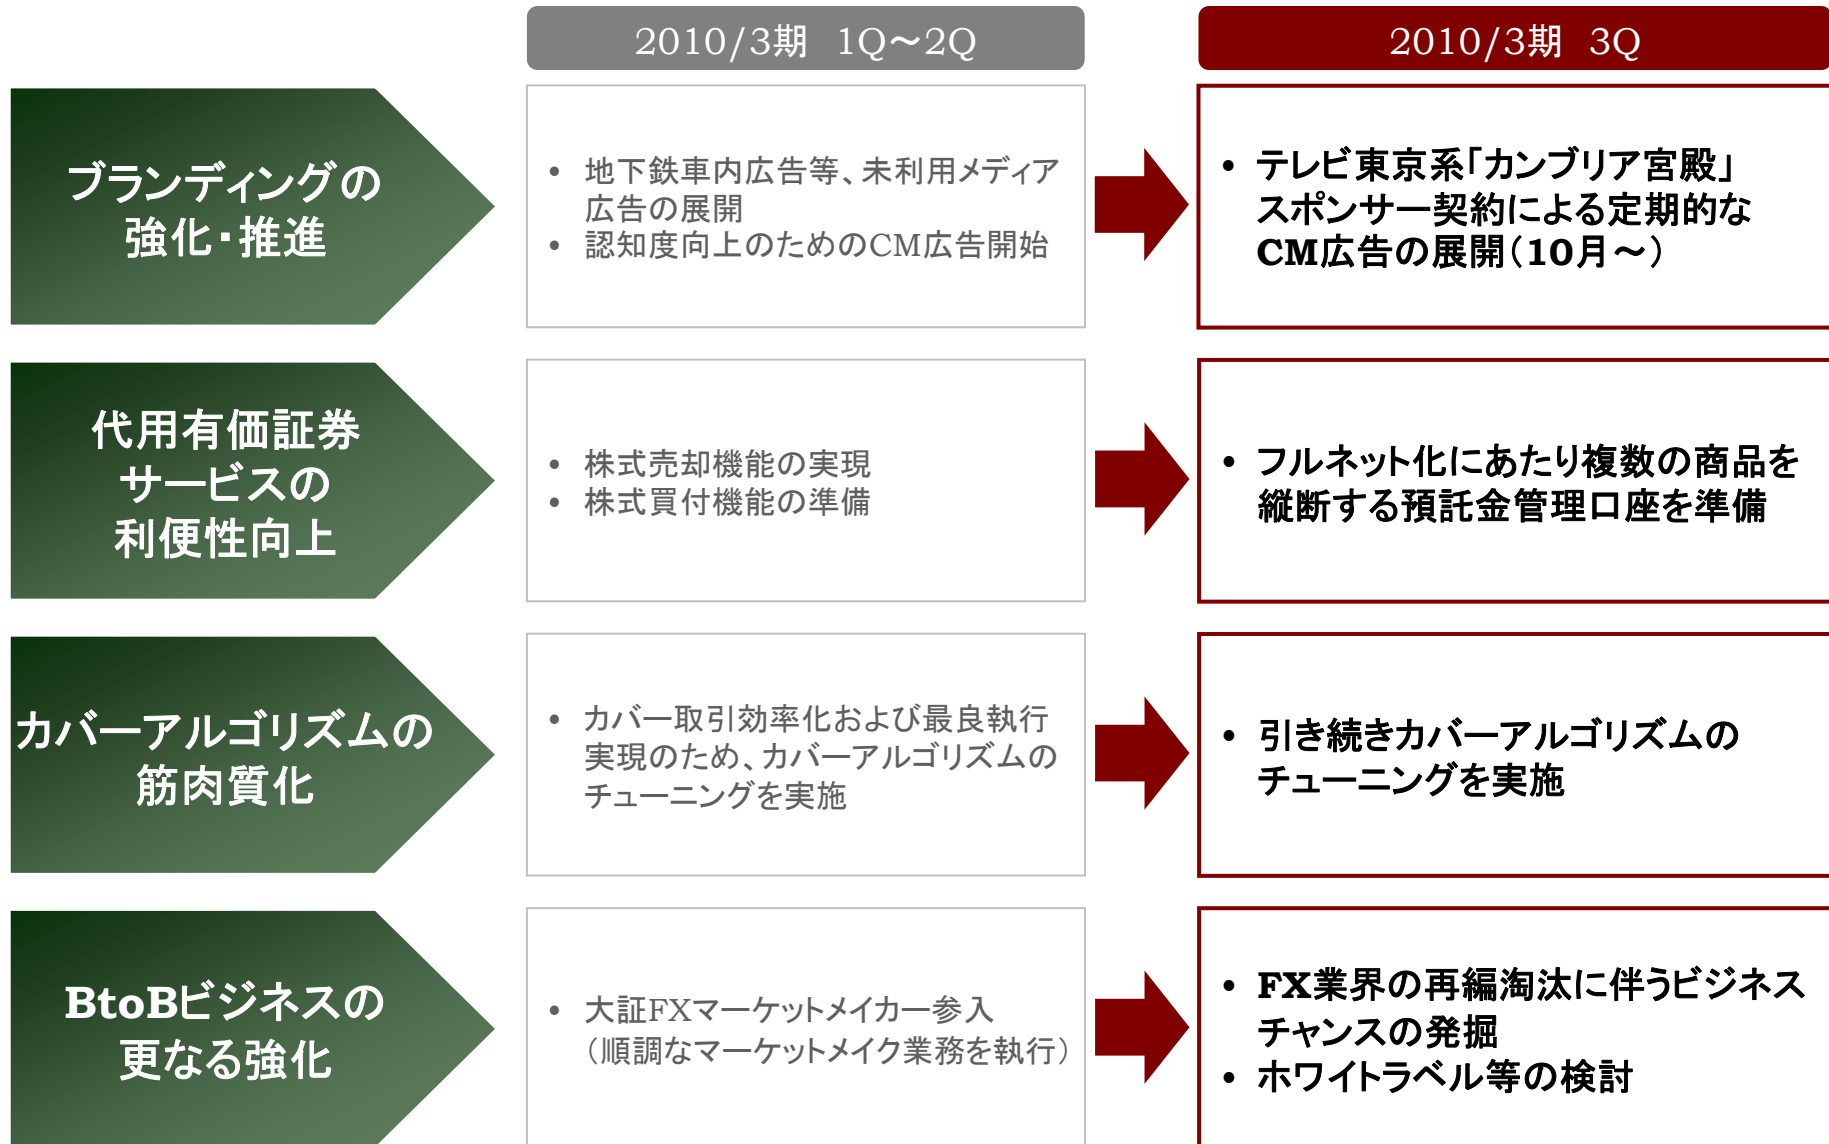 2010/3期 1Q～2Q
2010/3期 3Q
ブランディングの
強化・推進
• 地下鉄車内広告等、未利用メディア
広告の展開
• 認知度向上のためのCM広告開始
• テレビ東京系「カンブリア宮殿」
スポンサー契約による定期的な
CM広告の展開（10月～）
代用有価証券
サービスの
利便性向上
• 株式売却機能の実現
• 株式買付機能の準備
• フルネット化にあたり複数の商品を
縦断する預託金管理口座を準備
カバーアルゴリズムの
筋肉質化
• カバー取引効率化および最良執行
実現のため、カバーアルゴリズムの
チューニングを実施
• 引き続きカバーアルゴリズムの
チューニングを実施
BtoBビジネスの
更なる強化
• 大証FXマーケットメイカー参入
（順調なマーケットメイク業務を執行）
• FX業界の再編淘汰に伴うビジネス
チャンスの発掘
• ホワイトラベル等の検討